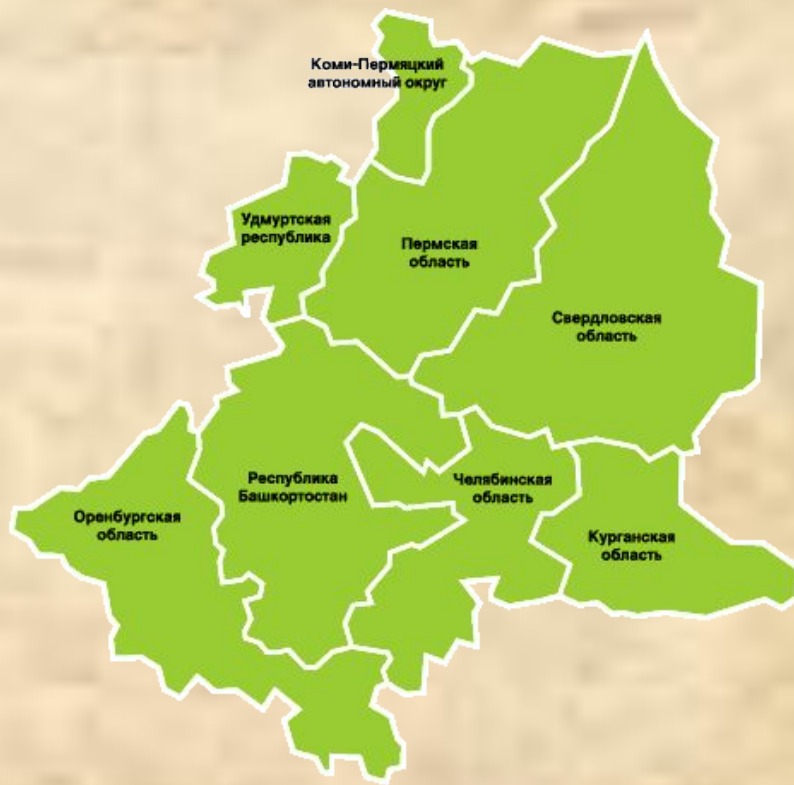 Коми-Пермяцкий
автономный округ
Удмуртская
республика
Пермская
область
Свердловская
область
Республика
Башкортостан
Челябинская
область
Оренбургская
область
Курганская
область